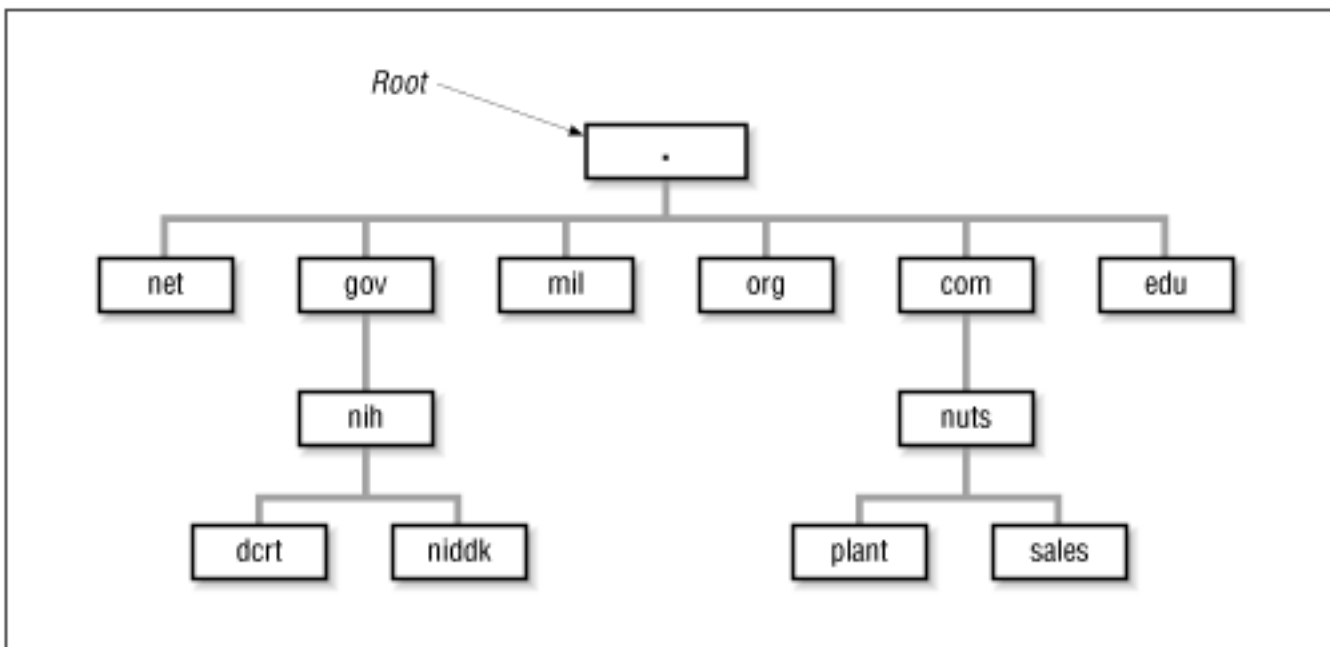 Root
.
net gov mil org com edu
nih nuts
dcrt niddk plant sales